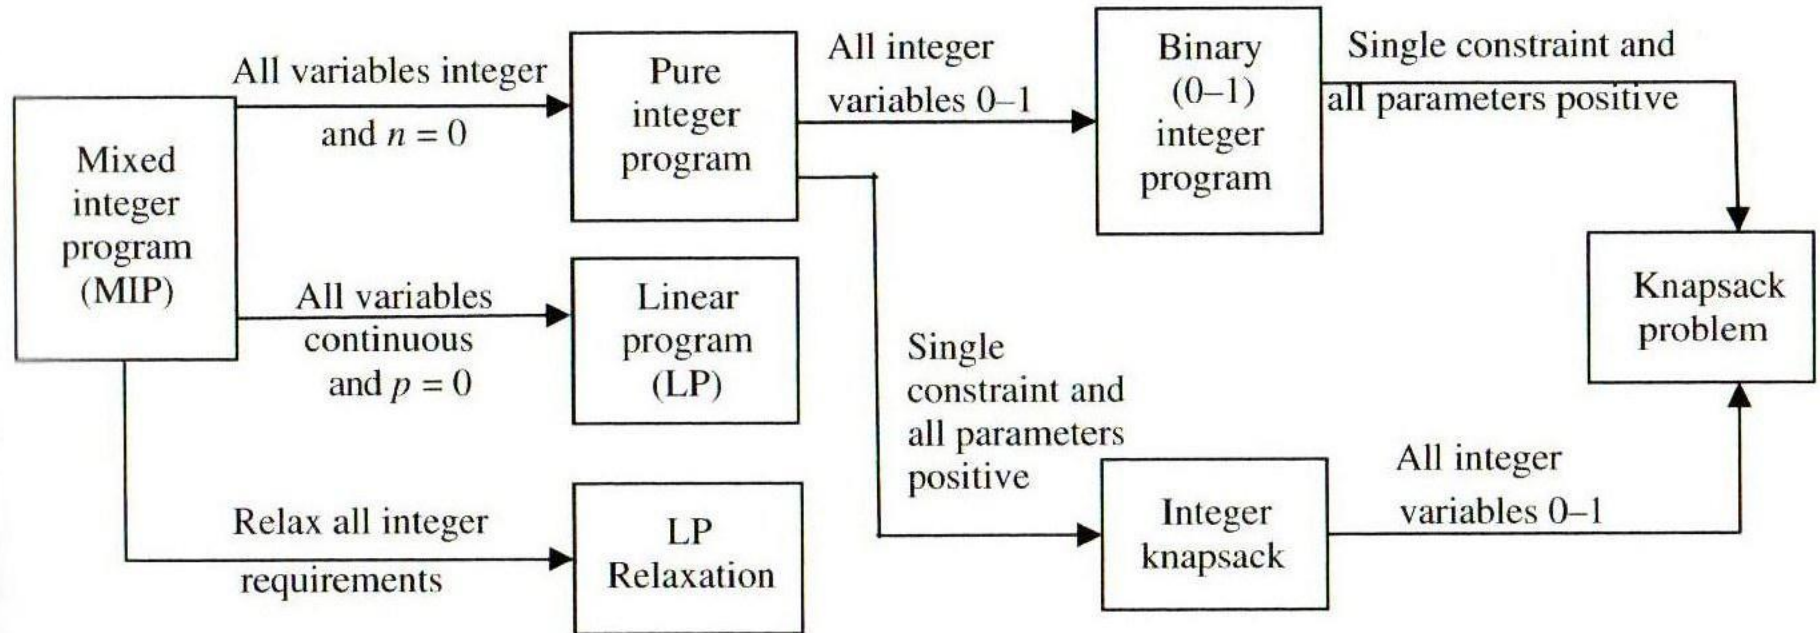 Mixed
integer
program
(MIP)
All variables integer
and n = 0
Pure
integer
program
All integer
variables 0–1
Binary
(0–1)
integer
program
Single constraint and
all parameters positive
All variables
continuous
and p = 0
Linear
program
(LP)
Single
constraint and
all parameters
positive
Knapsack
problem
Relax all integer
requirements
LP
Relaxation
Integer
knapsack
All integer
variables 0–1